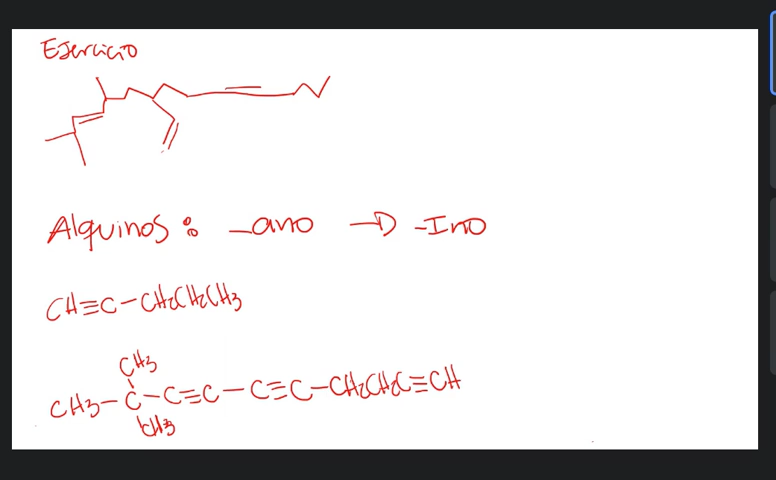 Ejercicio
Alquinos: -ano → -Ino
CH≡C-CH2CH2CH3
CH3
CH3-C-C≡C-C≡C-CH2CH2C≡CH
CH3